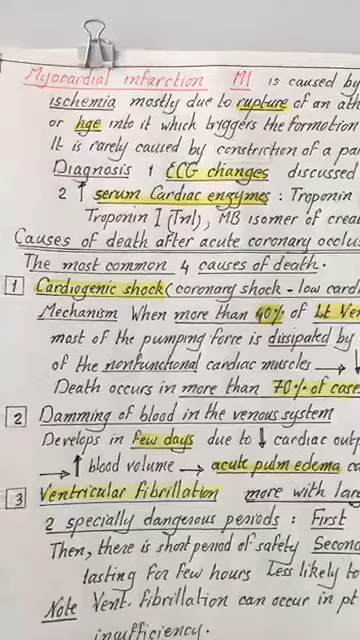 Myocardial infarction MI is caused by
ischemia mostly due to rupture of an ath
or hge into it which triggers the formation
It is rarely caused by constriction of a pa
Diagnosis 1 ECG changes discussed
2 ↑ serum Cardiac enzymes : Troponin
Troponin I (TnI), MB isomer of crea
Causes of death after acute coronary occlus
The most common 4 causes of death.
1 Cardiogenic shock (coronary shock - low card
Mechanism When more than 40% of Lt Ven
most of the pumping force is dissipated by
of the nonfunctional cardiac muscles → ↓
Death occurs in more than 70% of case
2 Damming of blood in the venous system
Develops in few days due to ↓ cardiac outp
→ ↑ blood volume → acute pulm edema ca
3 Ventricular fibrillation more with larg
2 specially dangerous periods : First
Then, there is short period of safety Secon
lasting for few hours Less likely to
Note Vent. fibrillation can occur in pt
insufficiency.